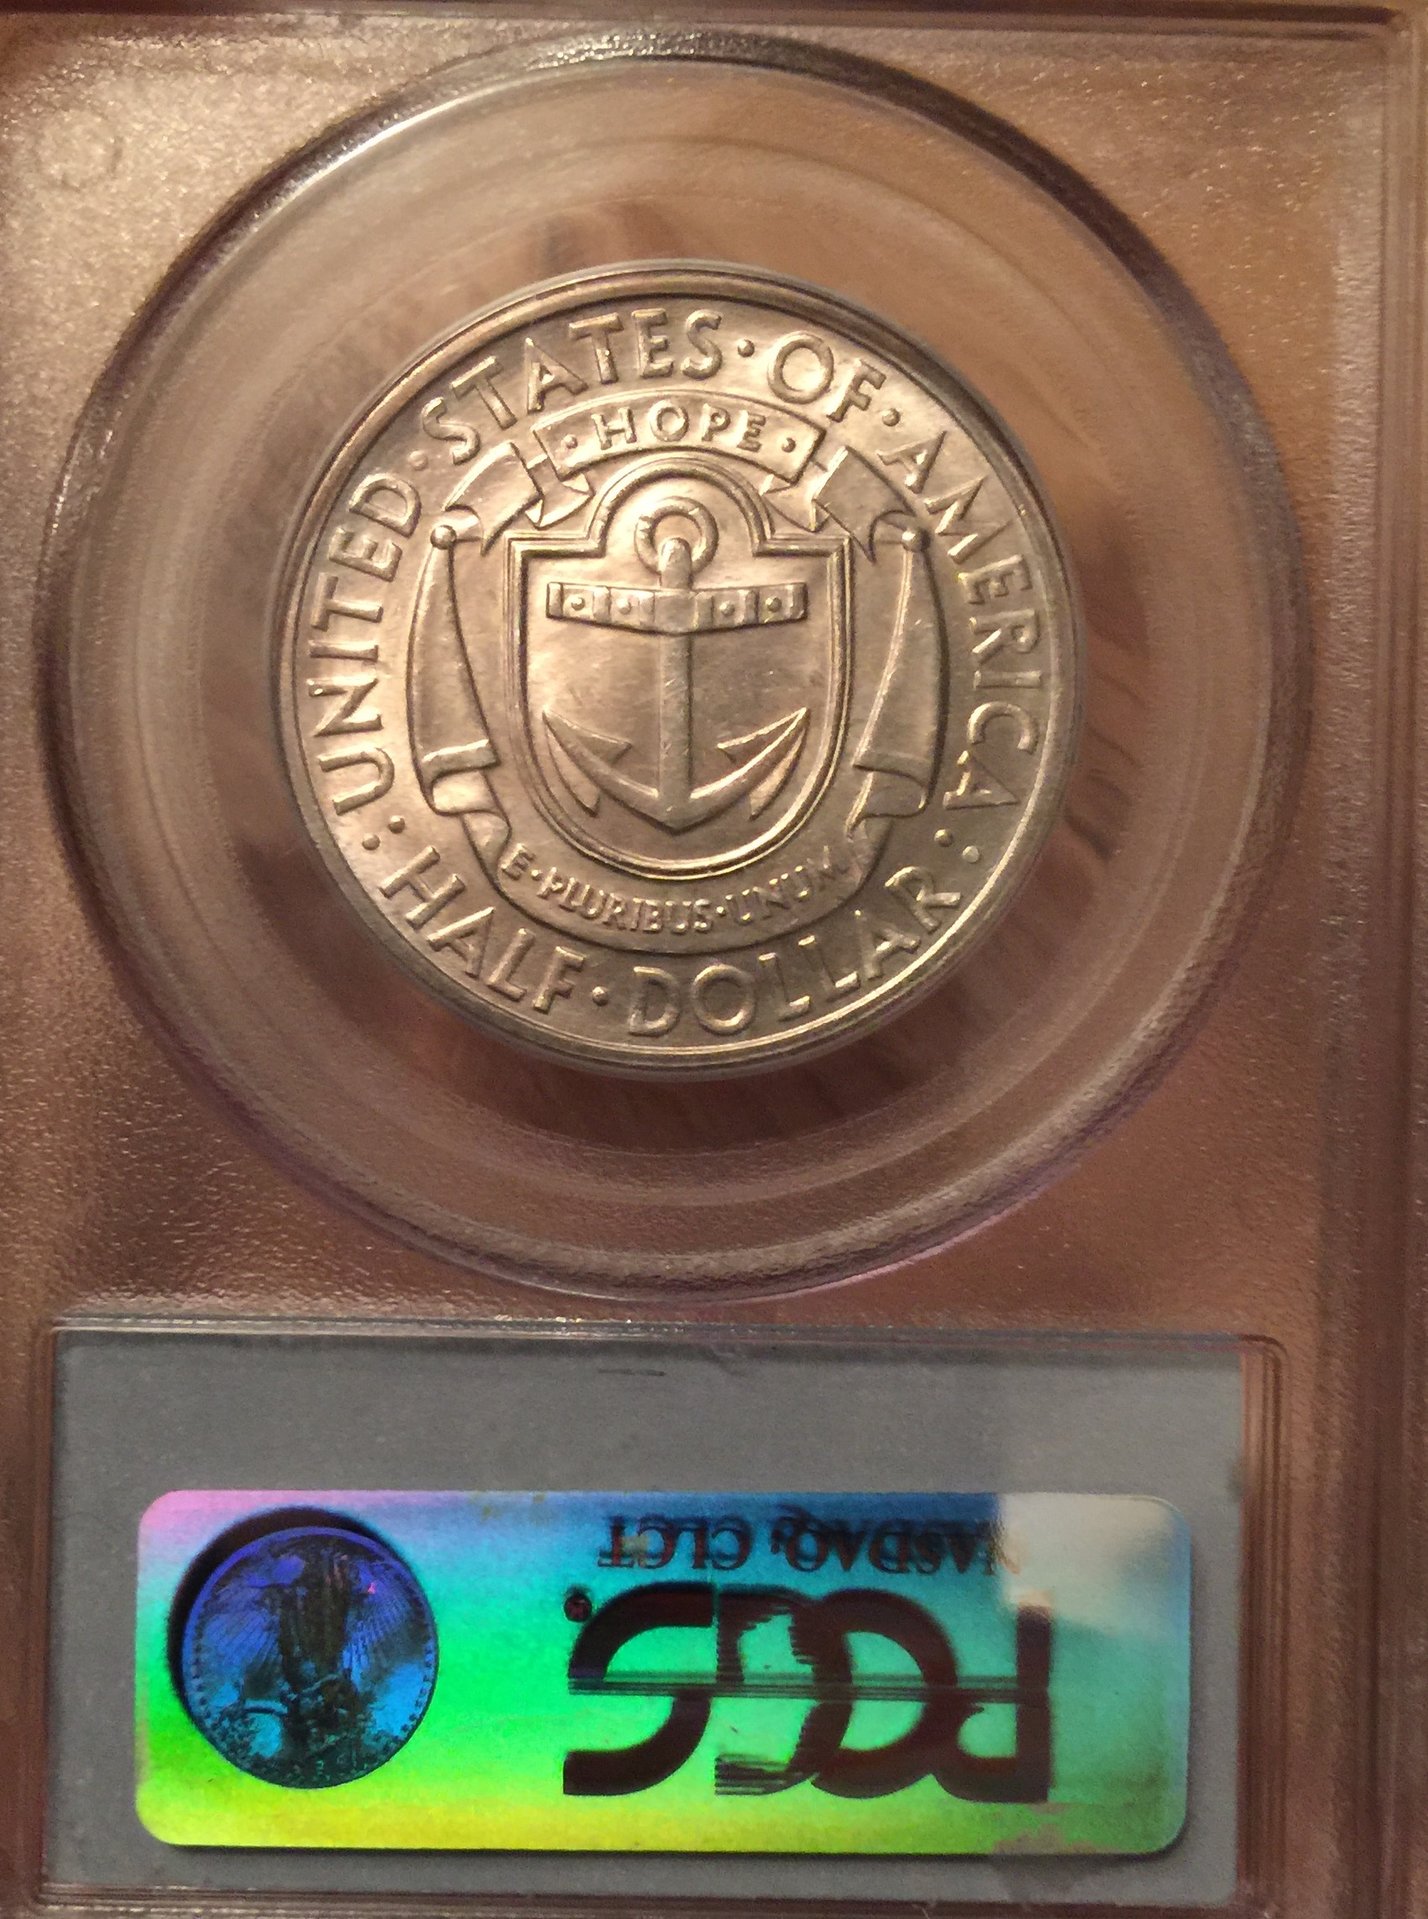 UNITED·STATES·OF·AMERICA
·HOPE·
E·PLURIBUS·UNUM
HALF·DOLLAR
PCGS®
NASDAQ: CLCT